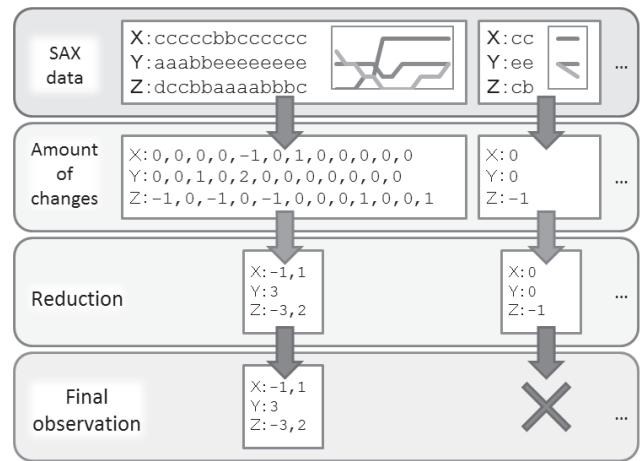 SAX
data
X:cccccbbcccccc
Y:aaabbeeeeeeee
Z:dccbbaaaabbbc
X:cc
Y:ee
Z:cb
...
Amount
of
changes
X:0,0,0,0,-1,0,1,0,0,0,0,0
Y:0,0,1,0,2,0,0,0,0,0,0,0
Z:-1,0,-1,0,-1,0,0,0,1,0,0,1
X:0
Y:0
Z:-1
...
Reduction
X:-1,1
Y:3
Z:-3,2
X:0
Y:0
Z:-1
...
Final
observation
X:-1,1
Y:3
Z:-3,2
...